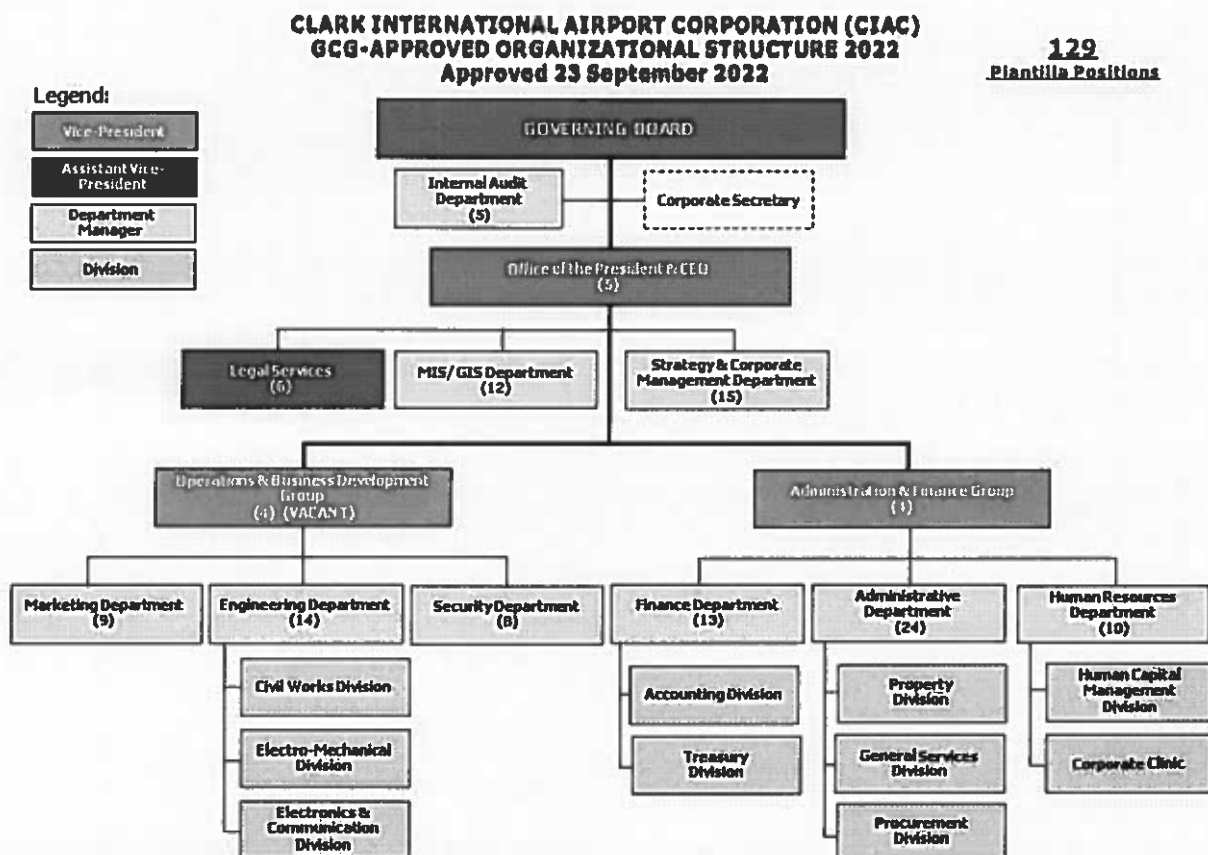 CLARK INTERNATIONAL AIRPORT CORPORATION (CIAC)
GCG-APPROVED ORGANIZATIONAL STRUCTURE 2022
Approved 23 September 2022
129
Plantilla Positions
Legend:
Vice-President
Assistant Vice-
President
Department
Manager
Division
GOVERNING BOARD
Internal Audit
Department
(5)
Corporate Secretary
Office of the President & CEO
(5)
Legal Services
(6)
MIS/GIS Department
(12)
Strategy & Corporate
Management Department
(15)
Operations & Business Development
Group
(4) (VACANT)
Administration & Finance Group
(4)
Marketing Department
(9)
Engineering Department
(14)
Security Department
(8)
Finance Department
(13)
Administrative
Department
(24)
Human Resources
Department
(10)
Civil Works Division
Electro-Mechanical
Division
Electronics &
Communication
Division
Accounting Division
Treasury
Division
Property
Division
General Services
Division
Procurement
Division
Human Capital
Management
Division
Corporate Clinic